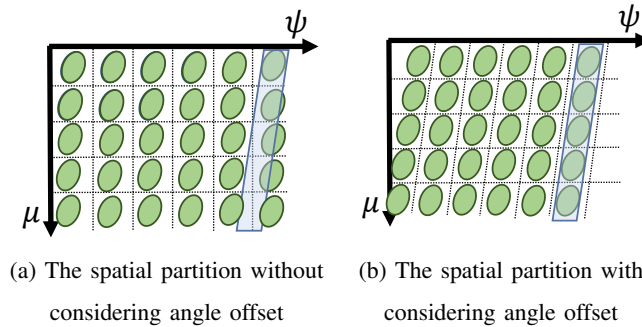 ψ
ψ
μ
μ
(a) The spatial partition without
considering angle offset
(b) The spatial partition with
considering angle offset